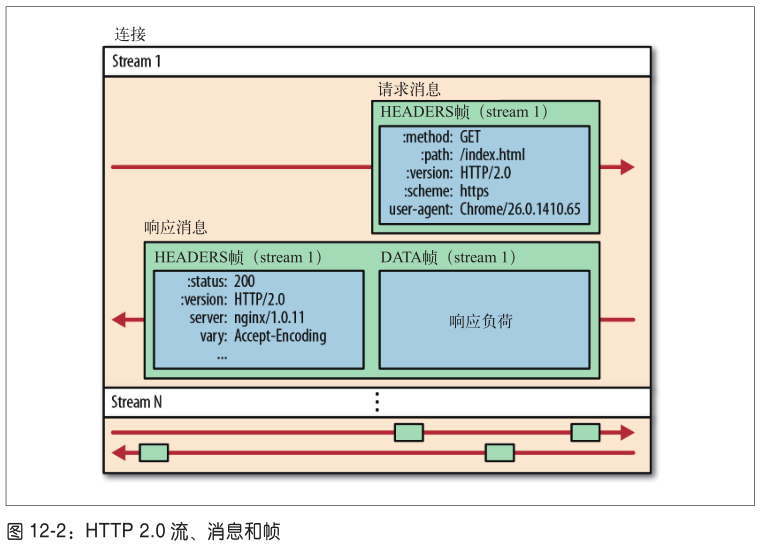 连接
Stream 1
请求消息
HEADERS帧（stream 1）
:method: GET
:path: /index.html
:version: HTTP/2.0
:scheme: https
user-agent: Chrome/26.0.1410.65
响应消息
HEADERS帧（stream 1）
:status: 200
:version: HTTP/2.0
server: nginx/1.0.11
vary: Accept-Encoding
...
DATA帧（stream 1）
响应负荷
Stream N
图 12-2：HTTP 2.0 流、消息和帧